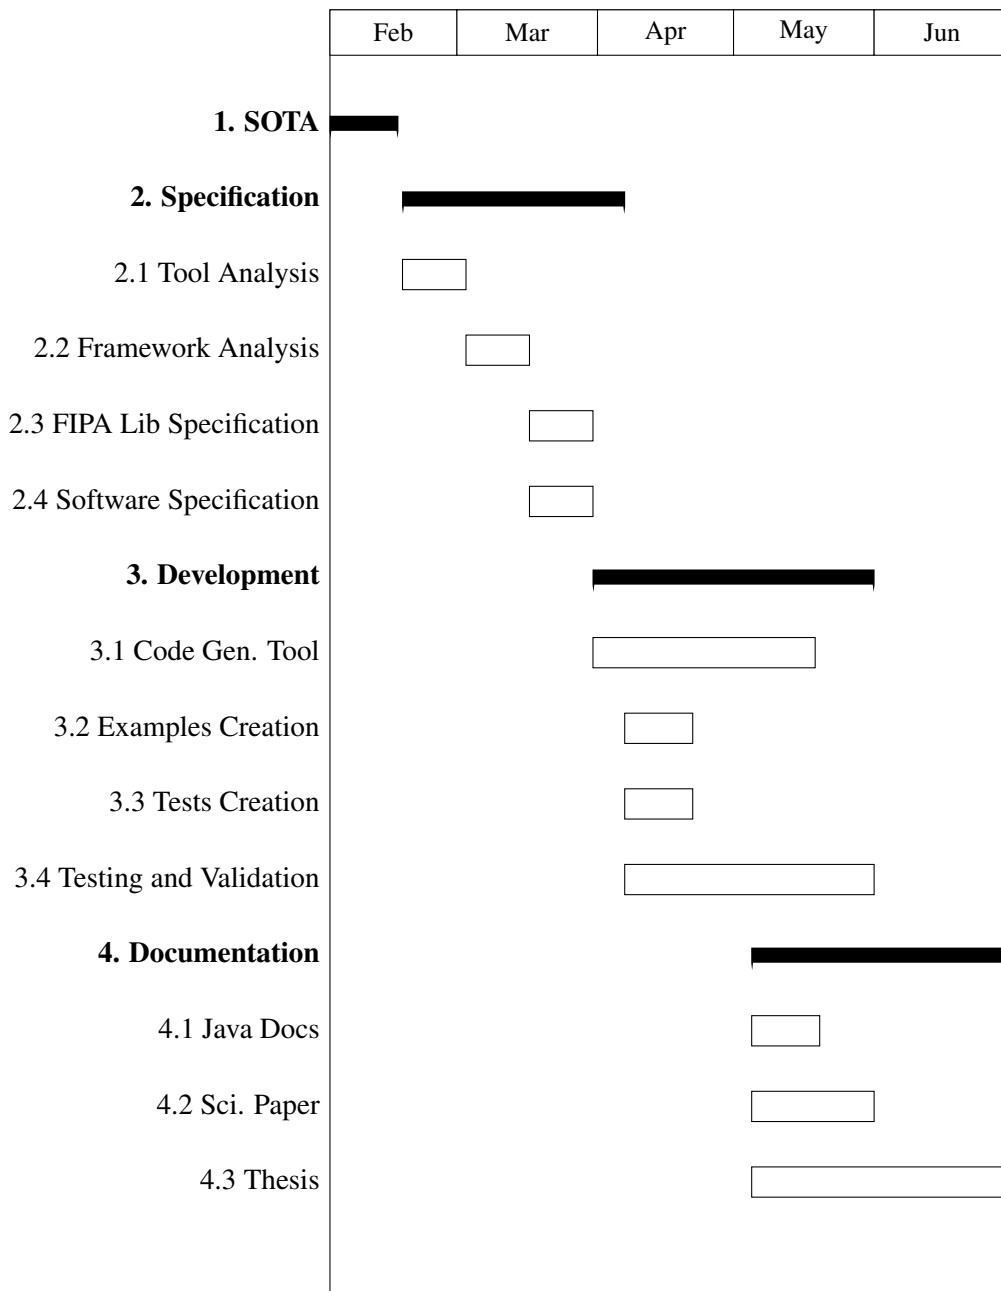 Feb Mar Apr May Jun
1. SOTA
2. Specification
2.1 Tool Analysis
2.2 Framework Analysis
2.3 FIPA Lib Specification
2.4 Software Specification
3. Development
3.1 Code Gen. Tool
3.2 Examples Creation
3.3 Tests Creation
3.4 Testing and Validation
4. Documentation
4.1 Java Docs
4.2 Sci. Paper
4.3 Thesis